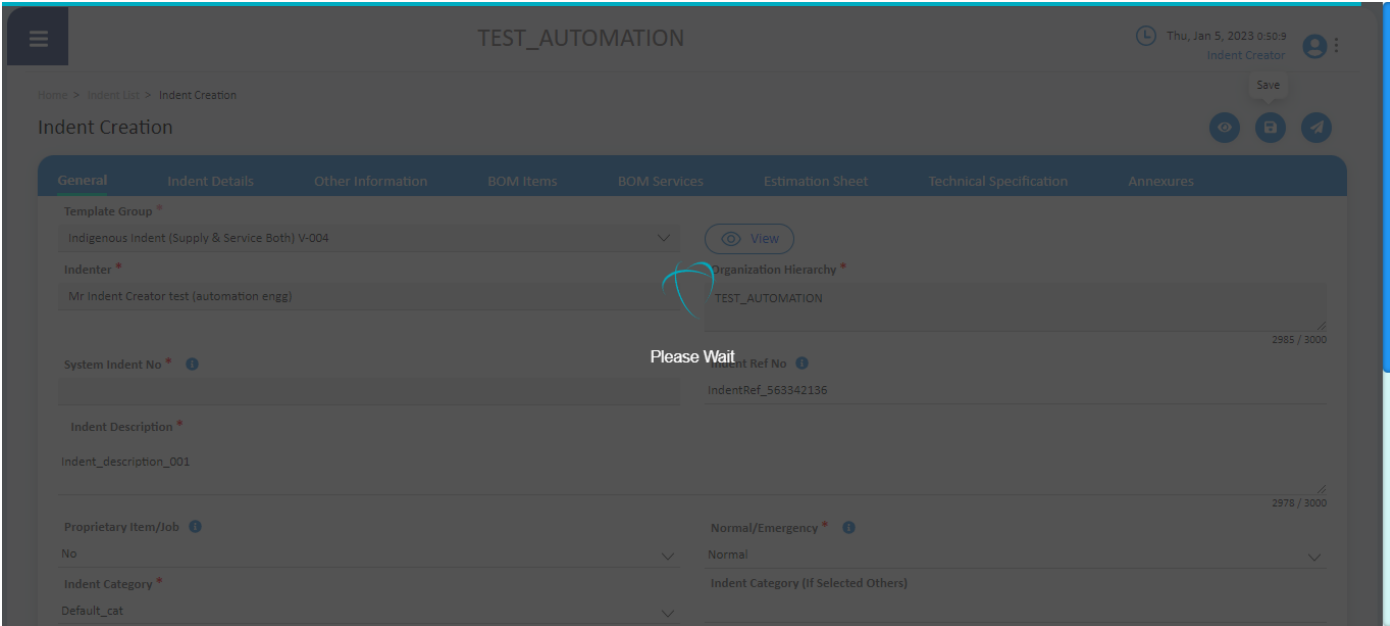 TEST_AUTOMATION
Thu, Jan 5, 2023 0:50:9
Indent Creator
Home > Indent List > Indent Creation
Save
Indent Creation
General Indent Details Other Information BOM Items BOM Services Estimation Sheet Technical Specification Annexures
Template Group *
Indigenous Indent (Supply & Service Both) V-004
View
Indenter *
Organization Hierarchy *
Mr Indent Creator test (automation engg)
TEST_AUTOMATION
2985 / 3000
Please Wait
System Indent No *
Indent Ref No
IndentRef_563342136
Indent Description *
Indent_description_001
2978 / 3000
Proprietary Item/Job
Normal/Emergency *
No
Normal
Indent Category *
Indent Category (If Selected Others)
Default_cat